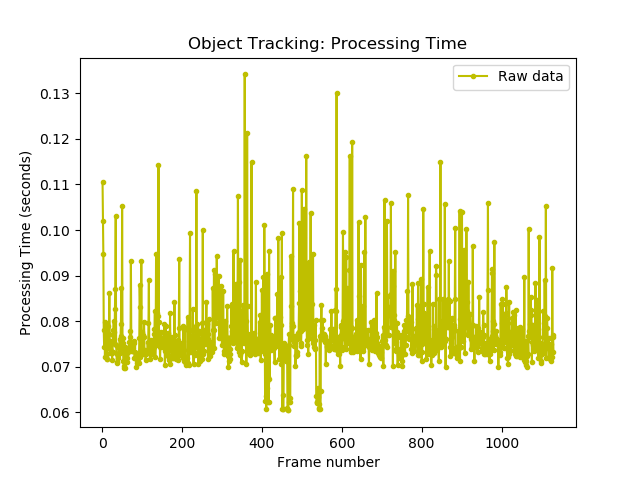 Object Tracking: Processing Time
Raw data
0.13
0.12
0.11
0.10
0.09
0.08
0.07
0.06
Processing Time (seconds)
0 200 400 600 800 1000
Frame number